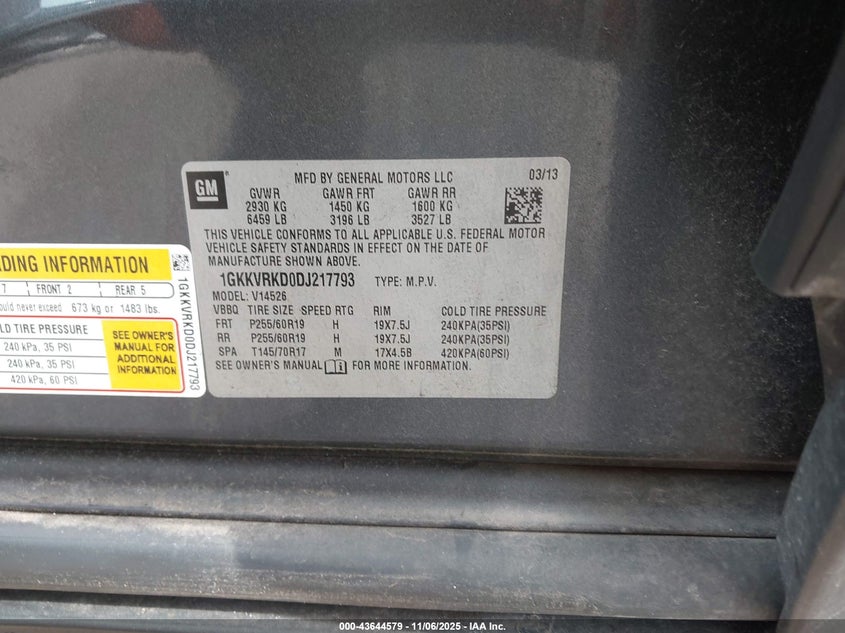 GM
MFD BY GENERAL MOTORS LLC 03/13
GVWR GAWR FRT GAWR RR
2930 KG 1450 KG 1600 KG
6459 LB 3196 LB 3527 LB
THIS VEHICLE CONFORMS TO ALL APPLICABLE U.S. FEDERAL MOTOR
VEHICLE SAFETY STANDARDS IN EFFECT ON THE DATE OF
MANUFACTURE SHOWN ABOVE.
1GKKVRKD0DJ217793 TYPE: M.P.V.
MODEL: V14526
VBBQ TIRE SIZE SPEED RTG RIM COLD TIRE PRESSURE
FRT P255/60R19 H 19X7.5J 240KPA(35PSI)
RR P255/60R19 H 19X7.5J 240KPA(35PSI)
SPA T145/70R17 M 17X4.5B 420KPA(60PSI)
SEE OWNER'S MANUAL FOR MORE INFORMATION.
ADING INFORMATION
7 FRONT 2 REAR 5
ould never exceed 673 kg or 1483 lbs.
OLD TIRE PRESSURE
240 kPa, 35 PSI
240 kPa, 35 PSI
420 kPa, 60 PSI
SEE OWNER'S
MANUAL FOR
ADDITIONAL
INFORMATION
1GKKVRKD0DJ217793
000-43644579 - 11/06/2025 - IAA Inc.